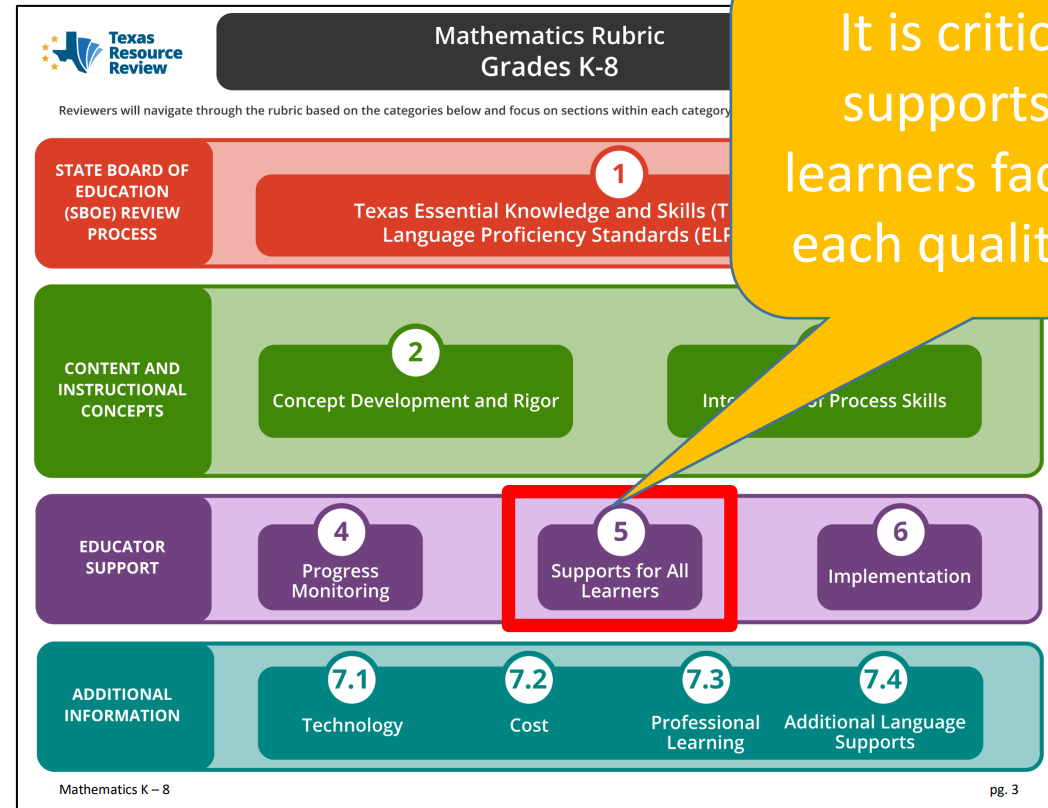 Texas
Resource
Review
Mathematics Rubric
Grades K-8
It is
supports
learners
each
Reviewers will navigate through the rubric based on the categories below and focus on sections within each category
STATE BOARD OF
EDUCATION
(SBOE) REVIEW
PROCESS
1
Texas Essential Knowledge and Skills
Language Proficiency Standards
CONTENT AND
INSTRUCTIONAL
CONCEPTS
2
Concept Development and Rigor
Process Skills
EDUCATOR
SUPPORT
4
Progress
Monitoring
5
Supports for All
Learners
6
Implementation
ADDITIONAL
INFORMATION
7.1
Technology
7.2
Cost
7.3
Professional
Learning
7.4
Additional Language
Supports
Mathematics K – 8
pg. 3